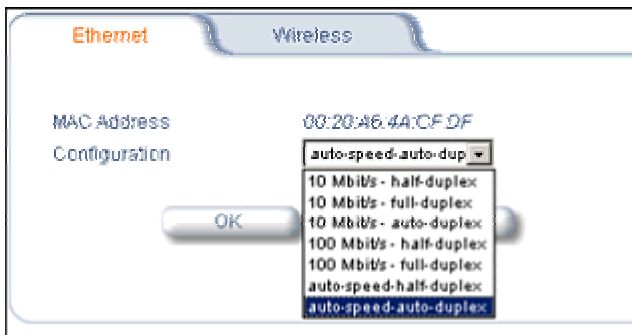 Ethernet
Wireless
MAC Address
00:20:A6:4A:CF:DF
Configuration
auto-speed-auto-dup
10 Mbit/s - half-duplex
10 Mbit/s - full-duplex
OK
10 Mbit/s - auto-duplex
100 Mbit/s - half-duplex
100 Mbit/s - full-duplex
auto-speed-half-duplex
auto-speed-auto-duplex